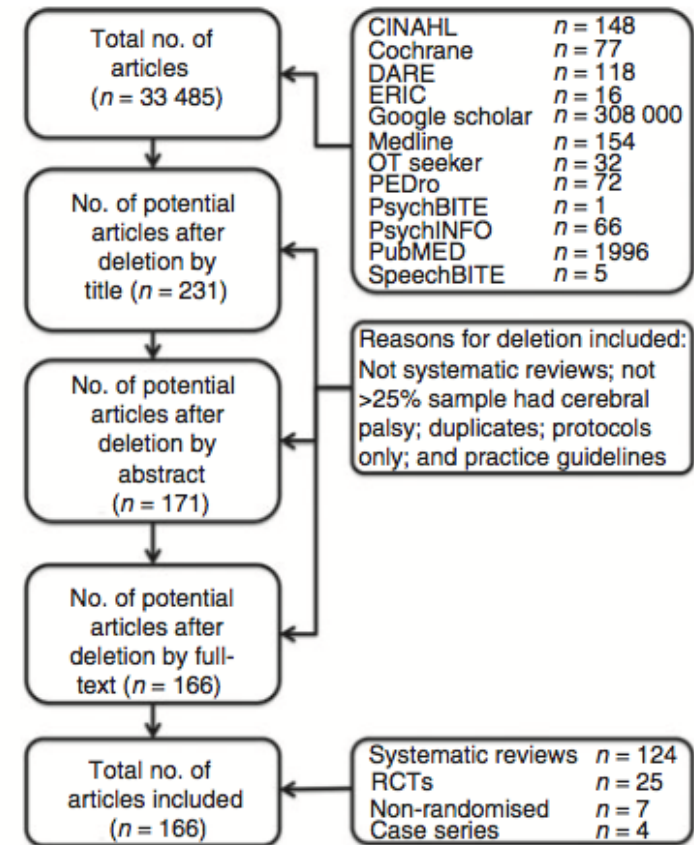 Total no. of
articles
(n = 33 485)
CINAHL n = 148
Cochrane n = 77
DARE n = 118
ERIC n = 16
Google scholar n = 308 000
Medline n = 154
OT seeker n = 32
PEDro n = 72
PsychBITE n = 1
PsychINFO n = 66
PubMED n = 1996
SpeechBITE n = 5
No. of potential
articles after
deletion by
title (n = 231)
Reasons for deletion included:
Not systematic reviews; not
>25% sample had cerebral
palsy; duplicates; protocols
only; and practice guidelines
No. of potential
articles after
deletion by
abstract
(n = 171)
No. of potential
articles after
deletion by full-
text (n = 166)
Total no. of
articles included
(n = 166)
Systematic reviews n = 124
RCTs n = 25
Non-randomised n = 7
Case series n = 4